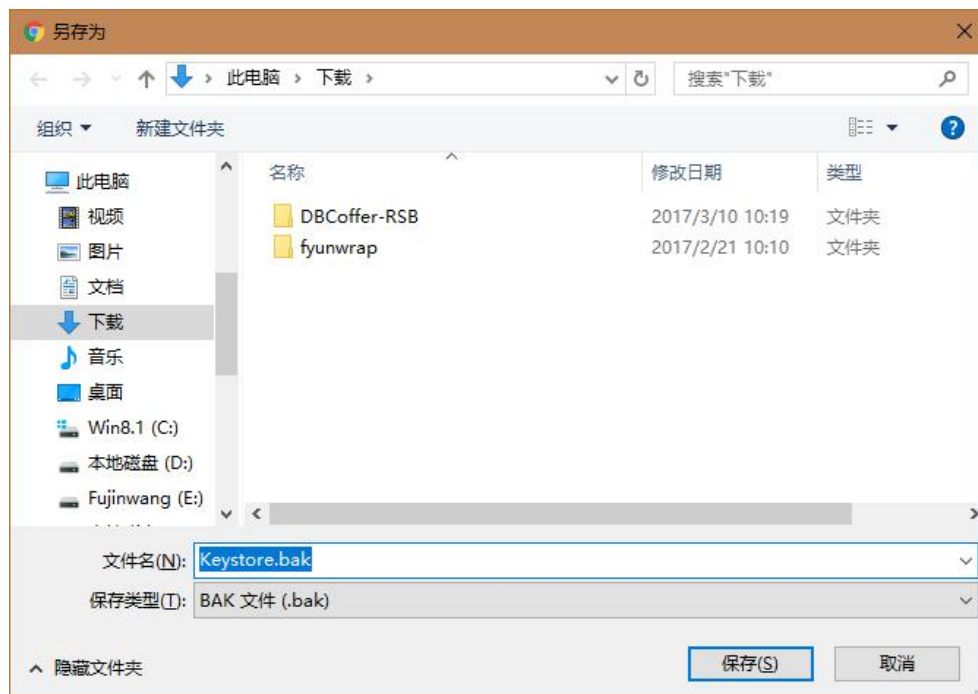 另存为
此电脑 › 下载 ›
搜索"下载"
组织
新建文件夹
名称 修改日期 类型
DBCoffer-RSB 2017/3/10 10:19 文件夹
fyunwrap 2017/2/21 10:10 文件夹
此电脑
视频
图片
文档
下载
音乐
桌面
Win8.1 (C:)
本地磁盘 (D:)
Fujinwang (E:)
文件名(N): Keystore.bak
保存类型(T): BAK 文件 (.bak)
隐藏文件夹
保存(S)
取消